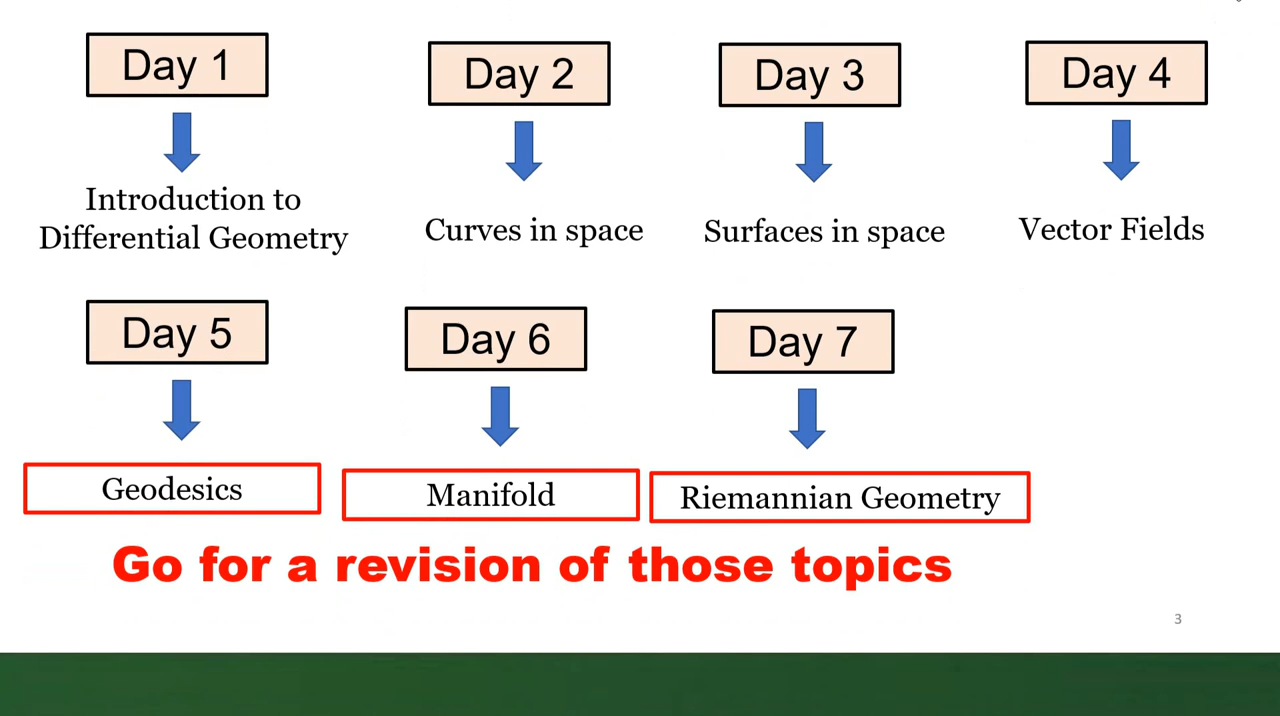 Day 1
Day 2
Day 3
Day 4
Introduction to
Differential Geometry
Curves in space
Surfaces in space
Vector Fields
Day 5
Day 6
Day 7
Geodesics
Manifold
Riemannian Geometry
Go for a revision of those topics
3